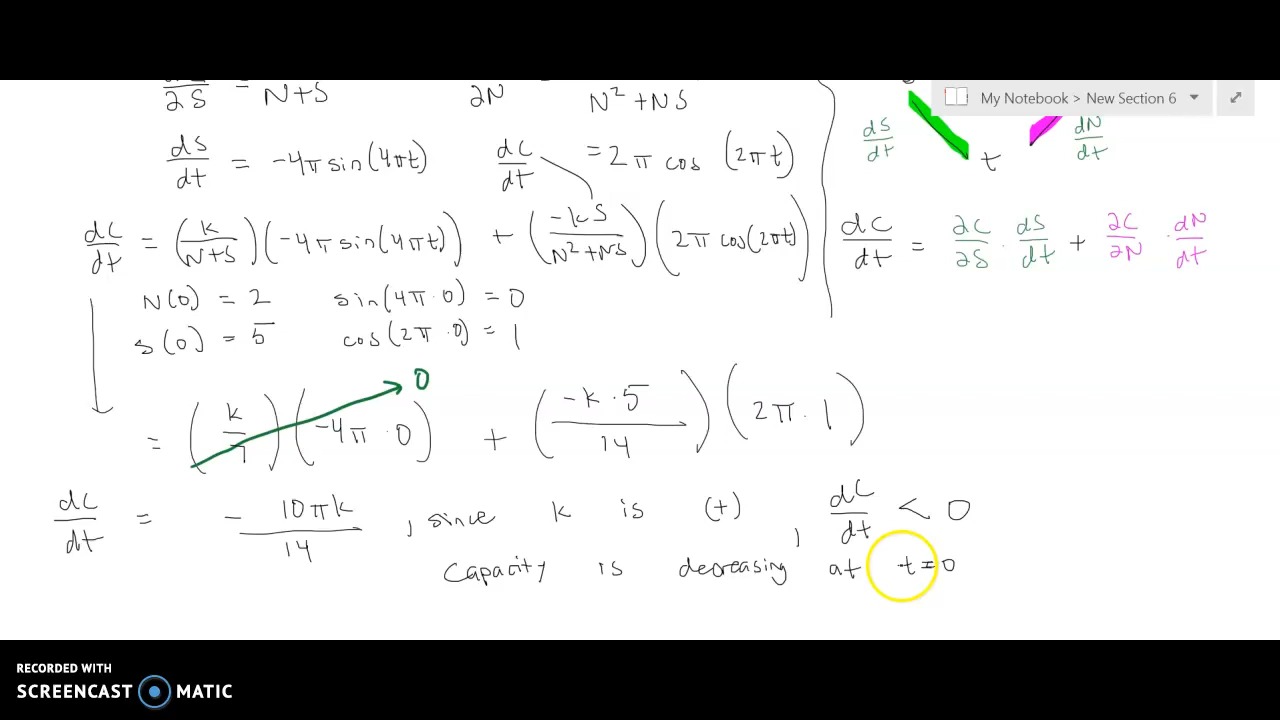 ∂S = N+S   ∂N   N² + NS
My Notebook > New Section 6
dS/dt = -4π sin(4πt)   dC/dt = 2π cos(2πt)
dS/dt   t   dN/dt
dC/dt = (k/(N+S))(-4π sin(4πt)) + (-kS/(N²+NS))(2π cos(2πt))
dC/dt = ∂C/∂S · dS/dt + ∂C/∂N · dN/dt
N(0) = 2   sin(4π·0) = 0
s(0) = 5   cos(2π·0) = 1
= (k/7)(-4π·0) → 0 + (-k·5/14)(2π·1)
dC/dt = -10πk/14 , since k is (+) , dC/dt < 0
Capacity is decreasing at t=0
RECORDED WITH
SCREENCAST MATIC